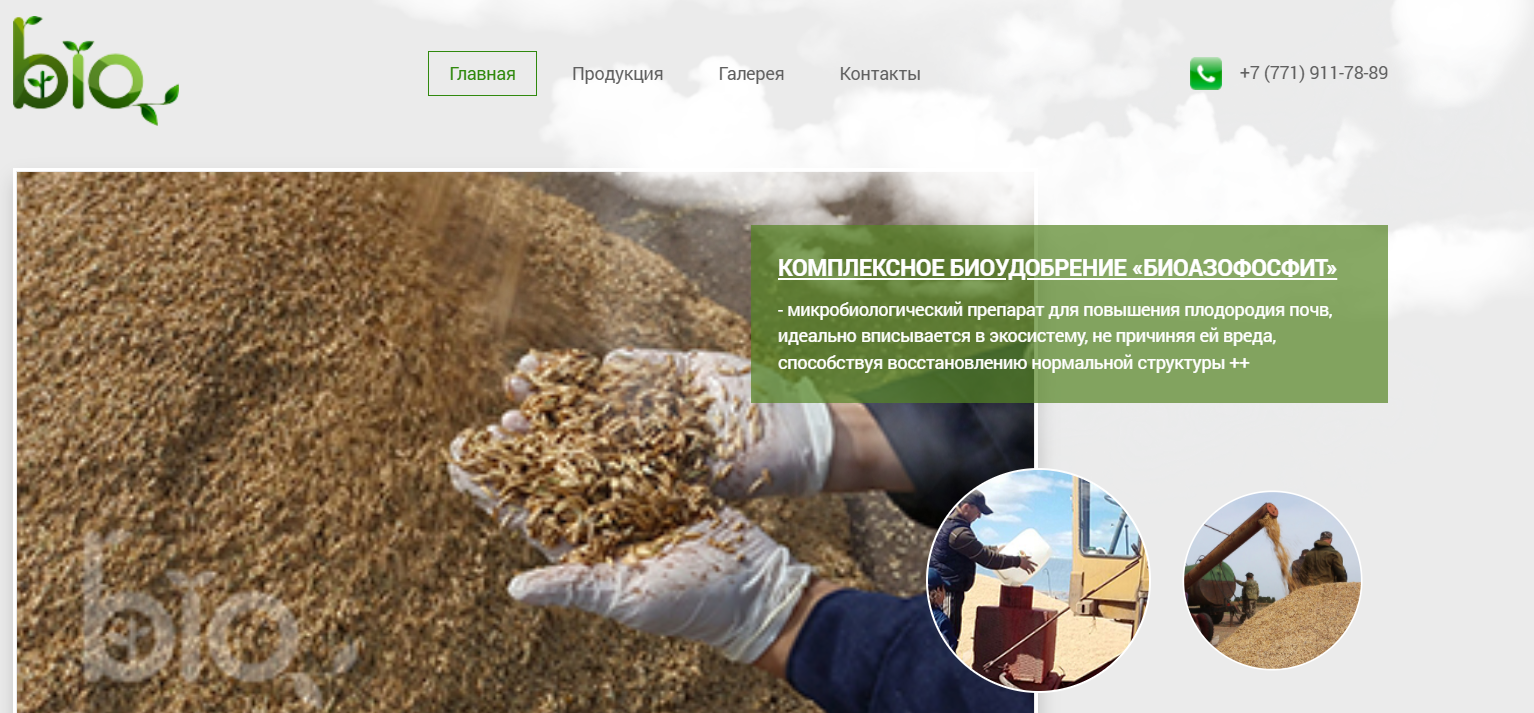 bio
Главная
Продукция
Галерея
Контакты
+7 (771) 911-78-89
КОМПЛЕКСНОЕ БИОУДОБРЕНИЕ «БИОАЗОФОСФИТ»
- микробиологический препарат для повышения плодородия почв,
идеально вписывается в экосистему, не причиняя ей вреда,
способствуя восстановлению нормальной структуры ++
bio